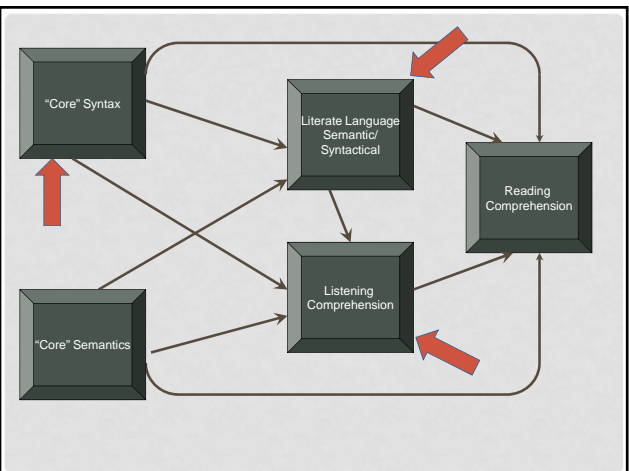 “Core” Syntax
Literate Language
Semantic/
Syntactical
Reading
Comprehension
Listening
Comprehension
“Core” Semantics